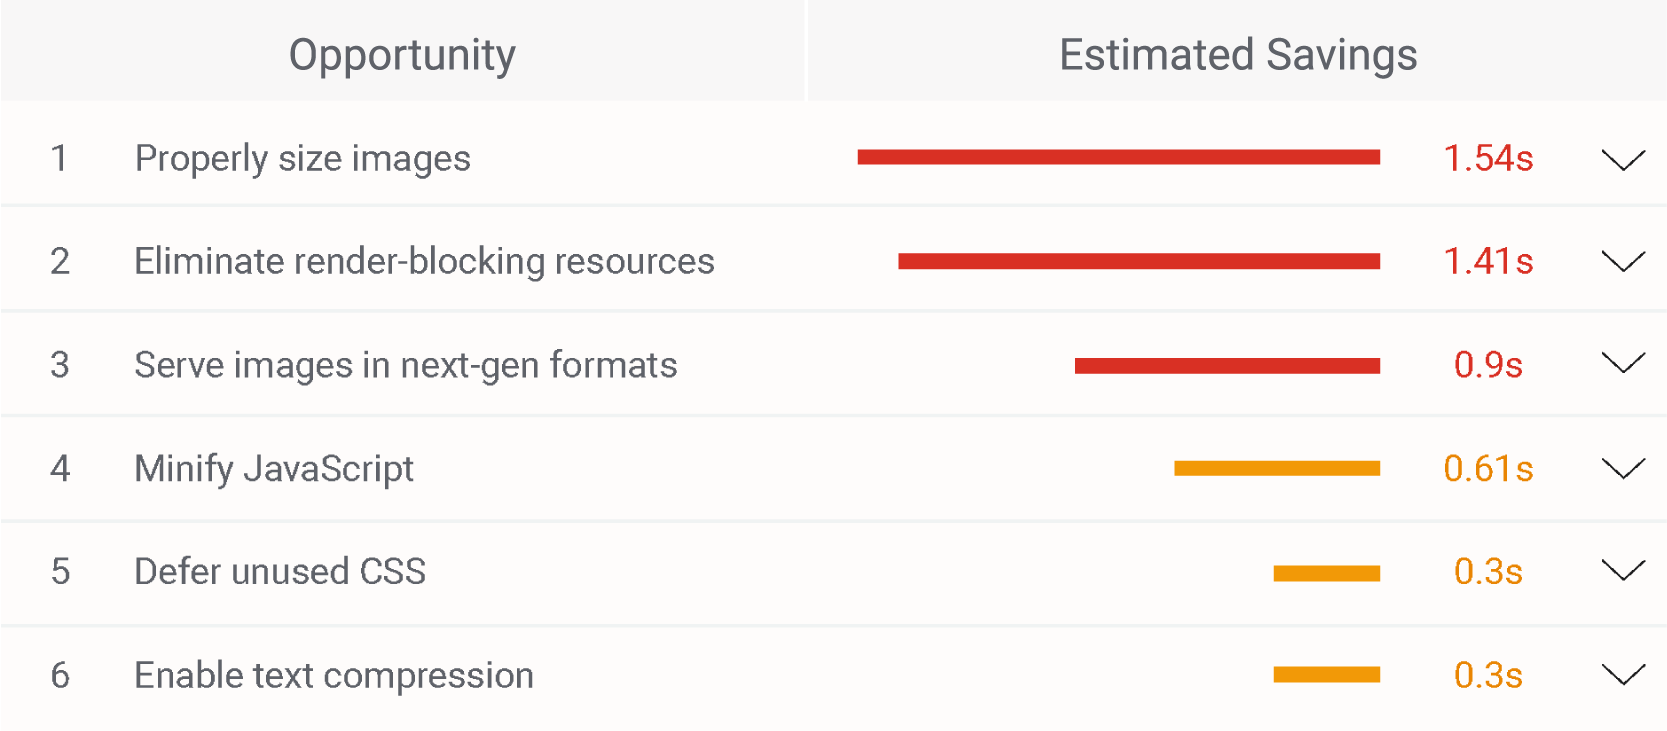 Opportunity Estimated Savings
1 Properly size images 1.54s
2 Eliminate render-blocking resources 1.41s
3 Serve images in next-gen formats 0.9s
4 Minify JavaScript 0.61s
5 Defer unused CSS 0.3s
6 Enable text compression 0.3s